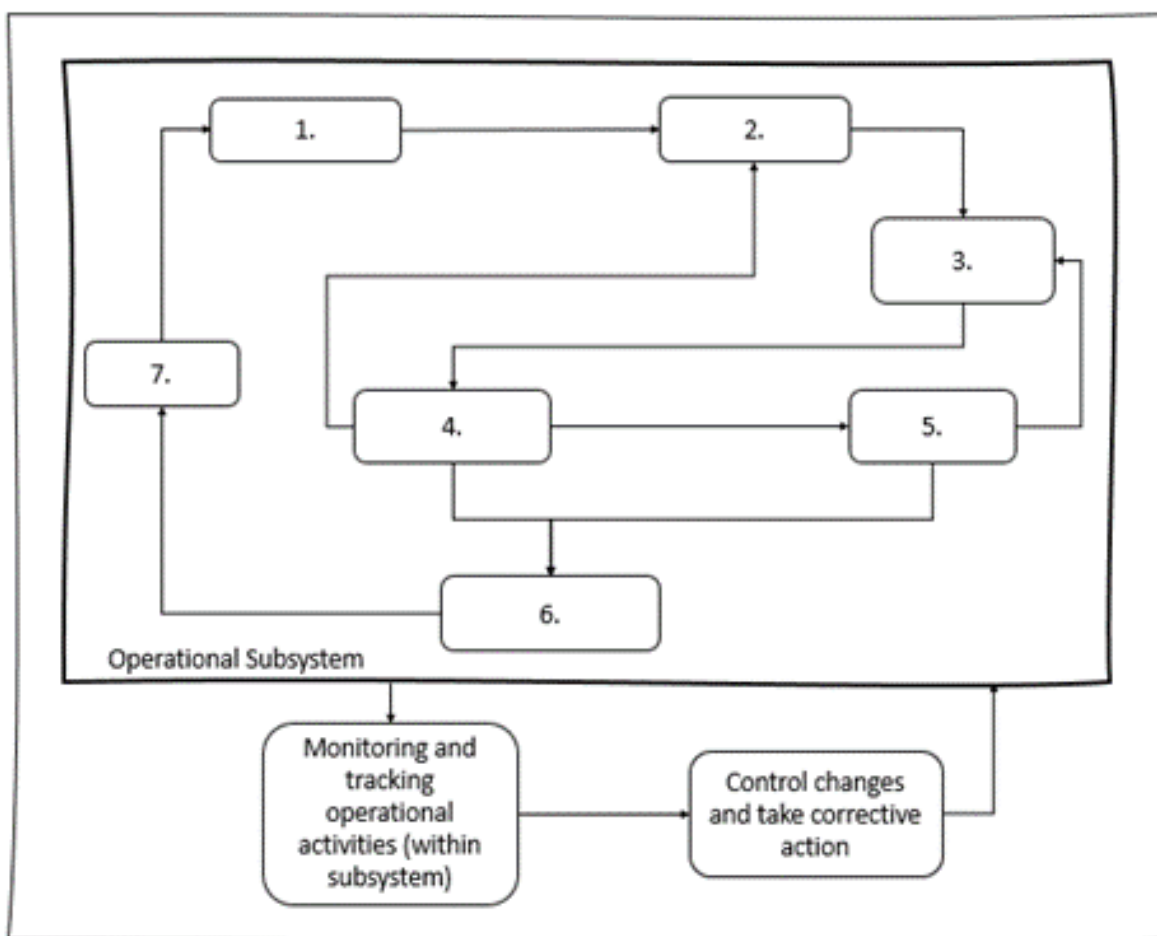 1.
2.
3.
7.
4.
5.
6.
Operational Subsystem
Monitoring and
tracking
operational
activities (within
subsystem)
Control changes
and take corrective
action